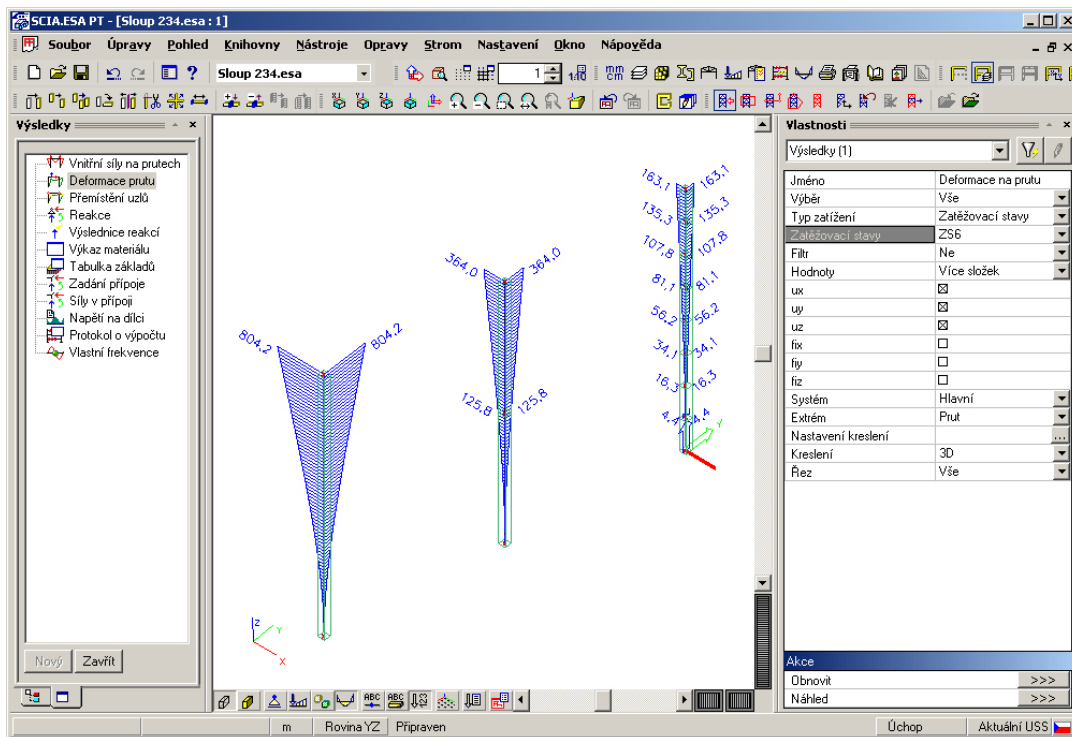 SCIA.ESA PT - [Sloup 234.esa : 1]
Soubor Úpravy Pohled Knihovny Nástroje Opravy Strom Nastavení Okno Nápověda
Sloup 234.esa
1
Výsledky
Vnitřní síly na prutech
Deformace prutu
Přemístění uzlů
Reakce
Výslednice reakcí
Výkaz materiálu
Tabulka základů
Zadání přípoje
Síly v přípoji
Napětí na dílci
Protokol o výpočtu
Vlastní frekvence
Nový Zavřít
804,2 804,2
364,0 364,0
125,8 125,8
163,1 163,1
135,3 135,3
107,8 107,8
81,1 81,1
56,2 56,2
34,1 34,1
16,3 16,3
4,4 4,4
Y
Z
Y
X
Vlastnosti
Výsledky (1)
Jméno Deformace na prutu
Výběr Vše
Typ zatížení Zatěžovací stavy
Zatěžovací stavy ZS6
Filtr Ne
Hodnoty Více složek
ux
uy
uz
fix
fiy
fiz
Systém Hlavní
Extrém Prut
Nastavení kreslení ...
Kreslení 3D
Řez Vše
Akce
Obnovit >>>
Náhled >>>
ABC ABC
m Rovina YZ Připraven Úchop Aktuální USS